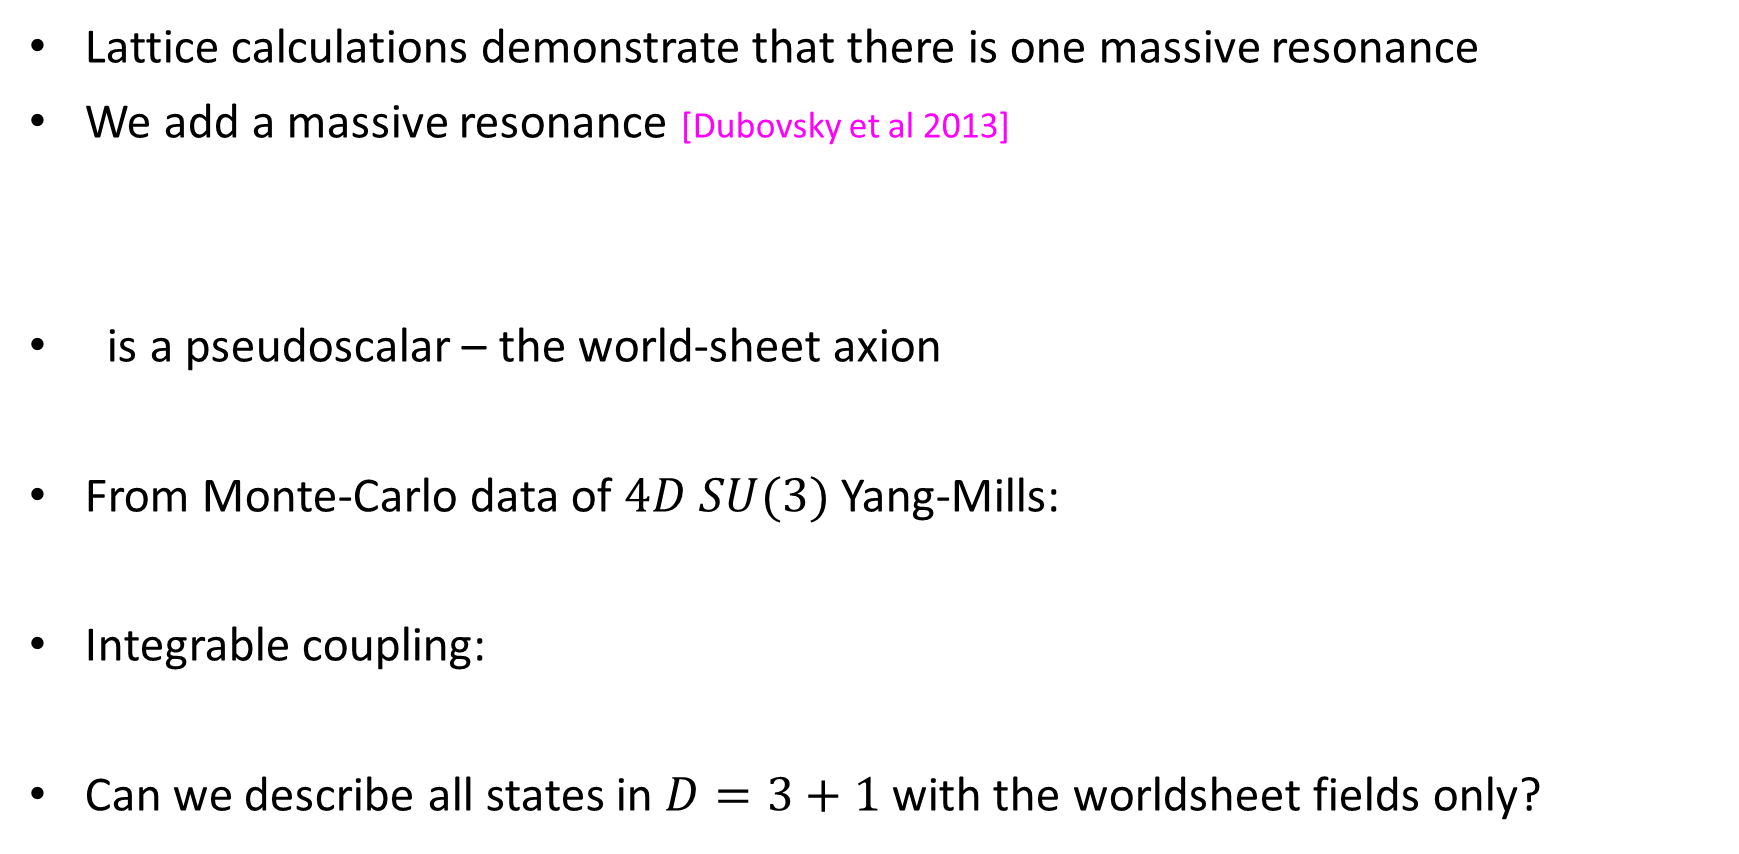 • Lattice calculations demonstrate that there is one massive resonance
• We add a massive resonance [Dubovsky et al 2013]
• is a pseudoscalar – the world-sheet axion
• From Monte-Carlo data of 4D SU(3) Yang-Mills:
• Integrable coupling:
• Can we describe all states in D = 3 + 1 with the worldsheet fields only?